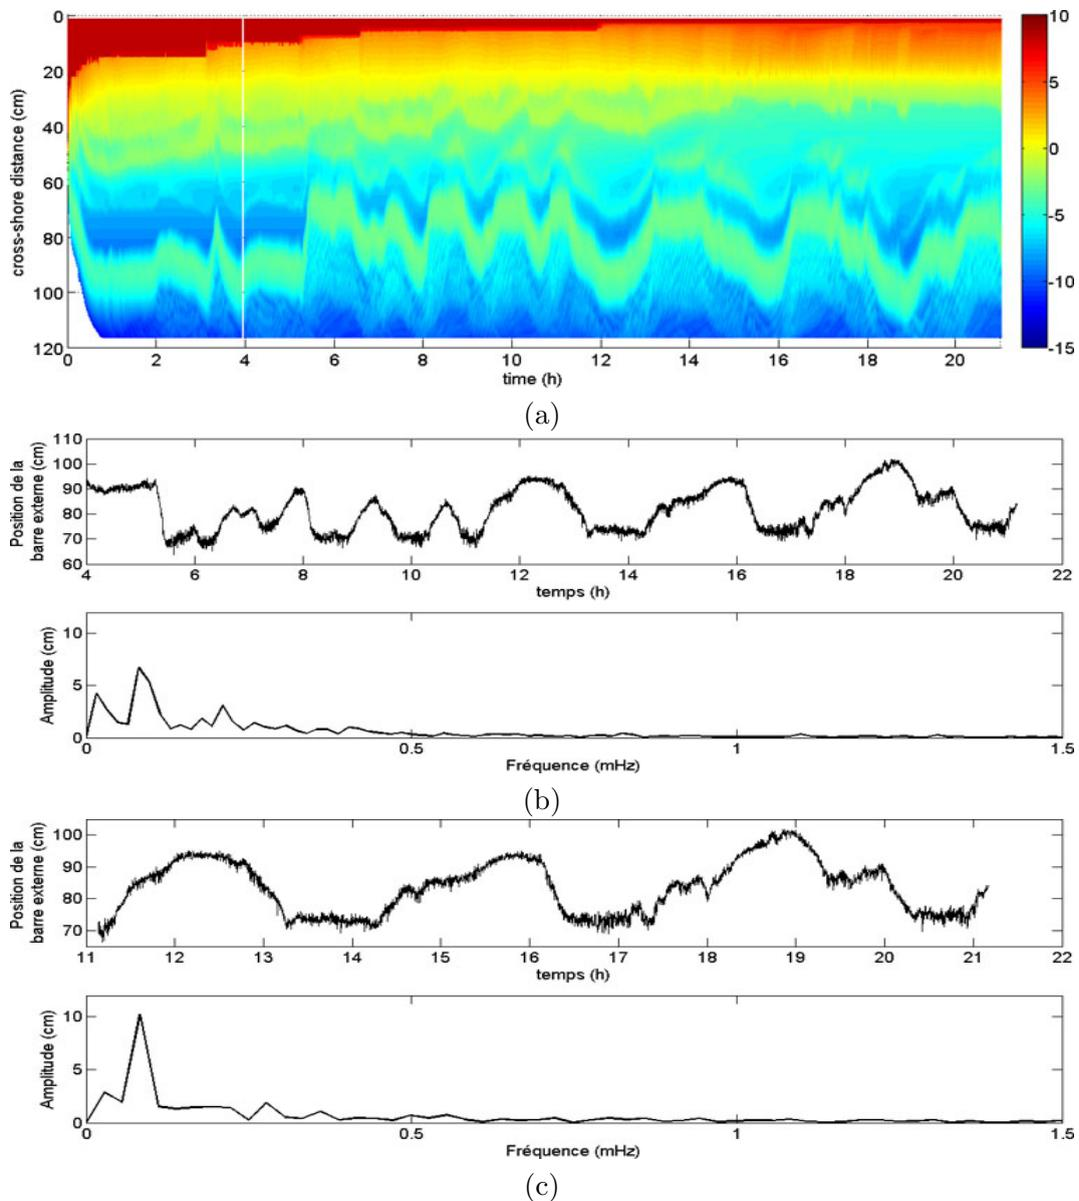 0
20
40
60
80
100
120
cross-shore distance (cm)
0 2 4 6 8 10 12 14 16 18 20
time (h)
10
5
0
-5
-10
-15
(a)
110
100
90
80
70
60
Position de la
barre externe (cm)
4 6 8 10 12 14 16 18 20 22
temps (h)
10
5
0
Amplitude (cm)
0 0.5 1 1.5
Fréquence (mHz)
(b)
100
90
80
70
Position de la
barre externe (cm)
11 12 13 14 15 16 17 18 19 20 21 22
temps (h)
10
5
0
Amplitude (cm)
0 0.5 1 1.5
Fréquence (mHz)
(c)